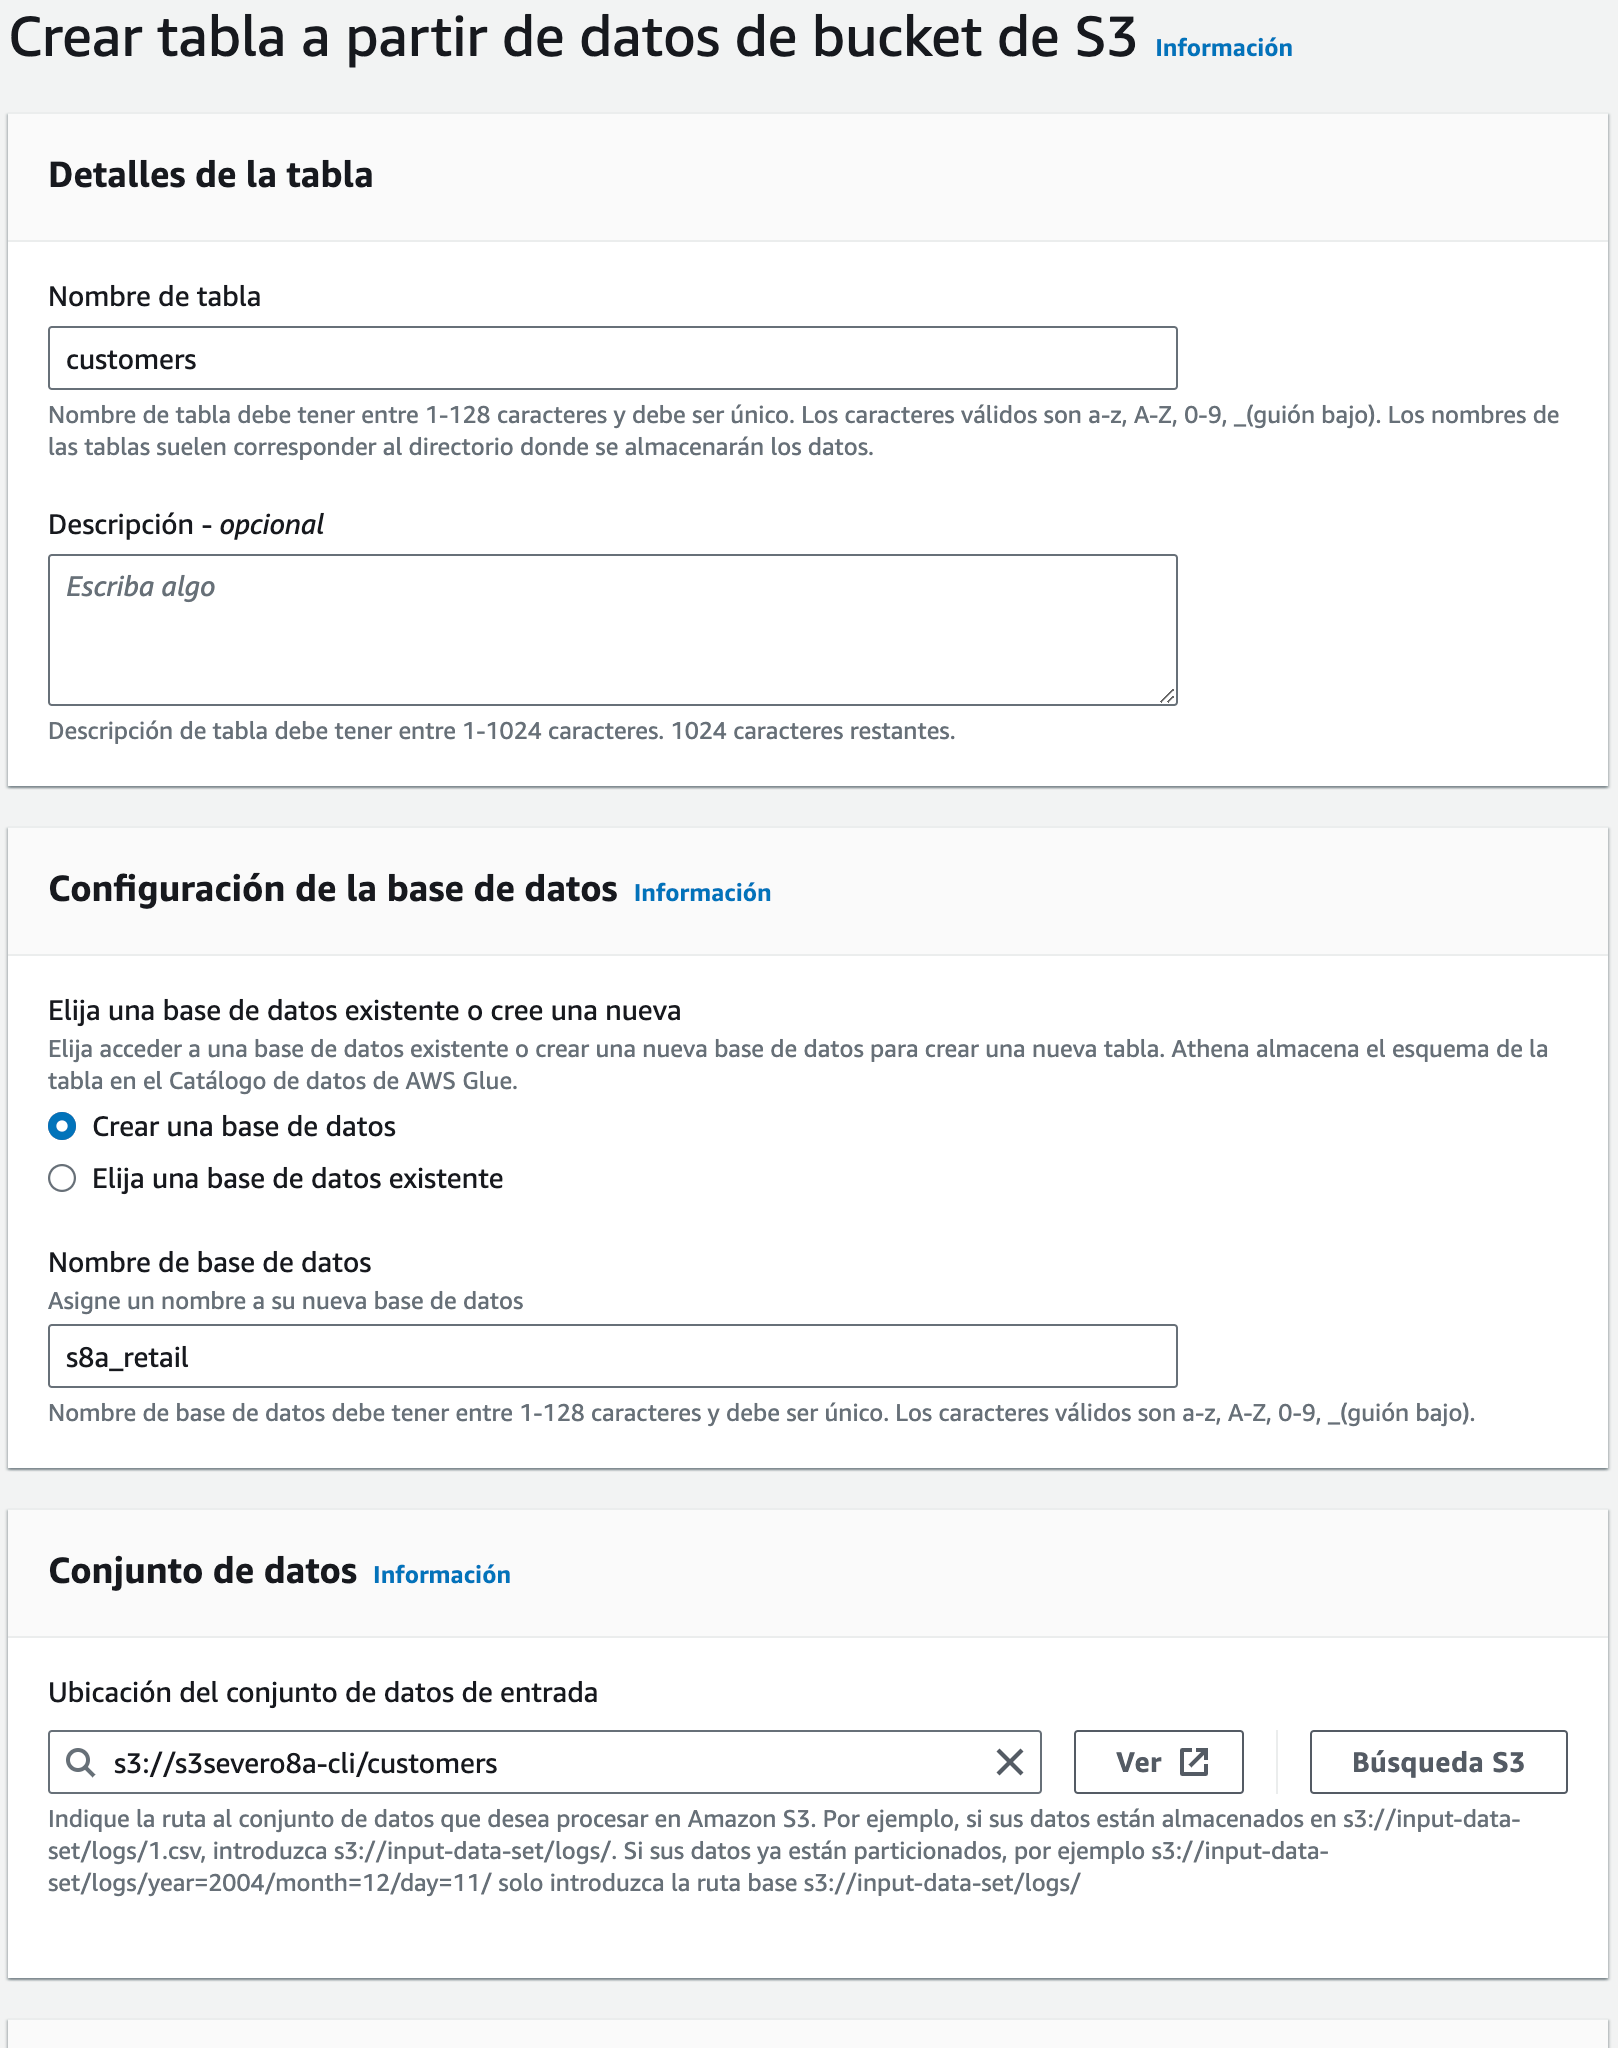 Crear tabla a partir de datos de bucket de S3 Información
Detalles de la tabla
Nombre de tabla
customers
Nombre de tabla debe tener entre 1-128 caracteres y debe ser único. Los caracteres válidos son a-z, A-Z, 0-9, _(guión bajo). Los nombres de
las tablas suelen corresponder al directorio donde se almacenarán los datos.
Descripción - opcional
Escriba algo
Descripción de tabla debe tener entre 1-1024 caracteres. 1024 caracteres restantes.
Configuración de la base de datos Información
Elija una base de datos existente o cree una nueva
Elija acceder a una base de datos existente o crear una nueva base de datos para crear una nueva tabla. Athena almacena el esquema de la
tabla en el Catálogo de datos de AWS Glue.
Crear una base de datos
Elija una base de datos existente
Nombre de base de datos
Asigne un nombre a su nueva base de datos
s8a_retail
Nombre de base de datos debe tener entre 1-128 caracteres y debe ser único. Los caracteres válidos son a-z, A-Z, 0-9, _(guión bajo).
Conjunto de datos Información
Ubicación del conjunto de datos de entrada
s3://s3severo8a-cli/customers Ver Búsqueda S3
Indique la ruta al conjunto de datos que desea procesar en Amazon S3. Por ejemplo, si sus datos están almacenados en s3://input-data-
set/logs/1.csv, introduzca s3://input-data-set/logs/. Si sus datos ya están particionados, por ejemplo s3://input-data-
set/logs/year=2004/month=12/day=11/ solo introduzca la ruta base s3://input-data-set/logs/